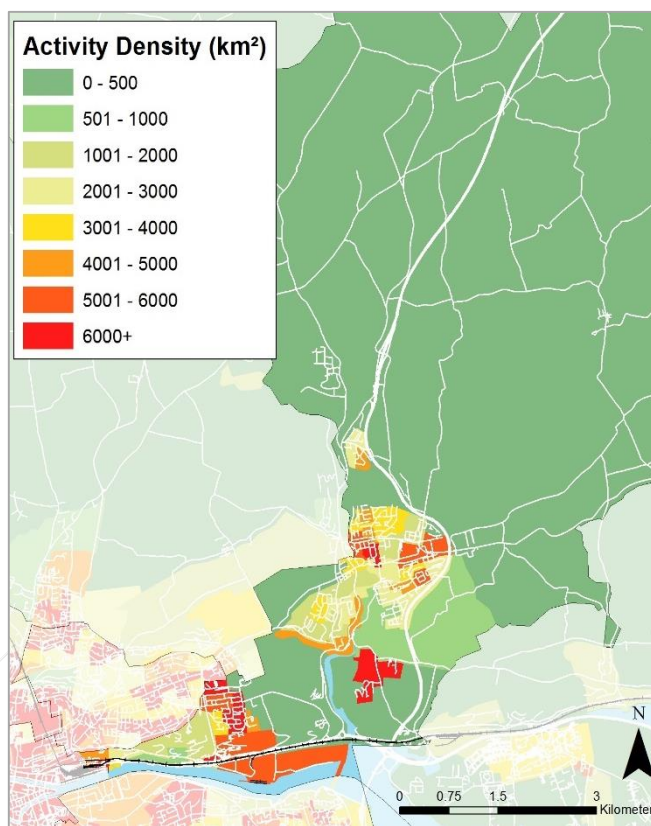 Activity Density (km²)
0 - 500
501 - 1000
1001 - 2000
2001 - 3000
3001 - 4000
4001 - 5000
5001 - 6000
6000+
N
0 0.75 1.5 3
Kilometer